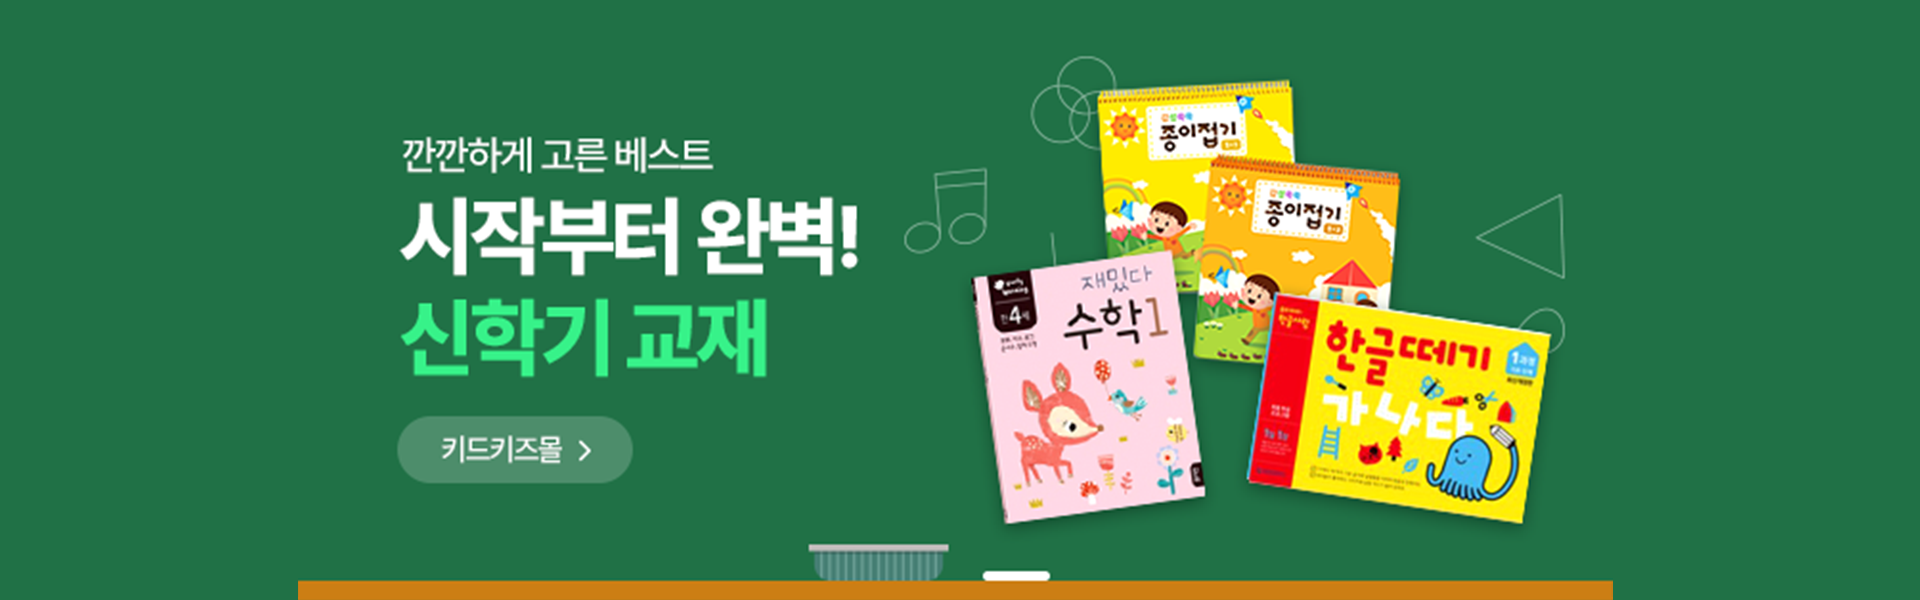 깐깐하게 고른 베스트
시작부터 완벽!
신학기 교재
키드키즈몰
종이접기
종이접기
재밌다
수학1
만4세
한글떼기
가나다
1과정